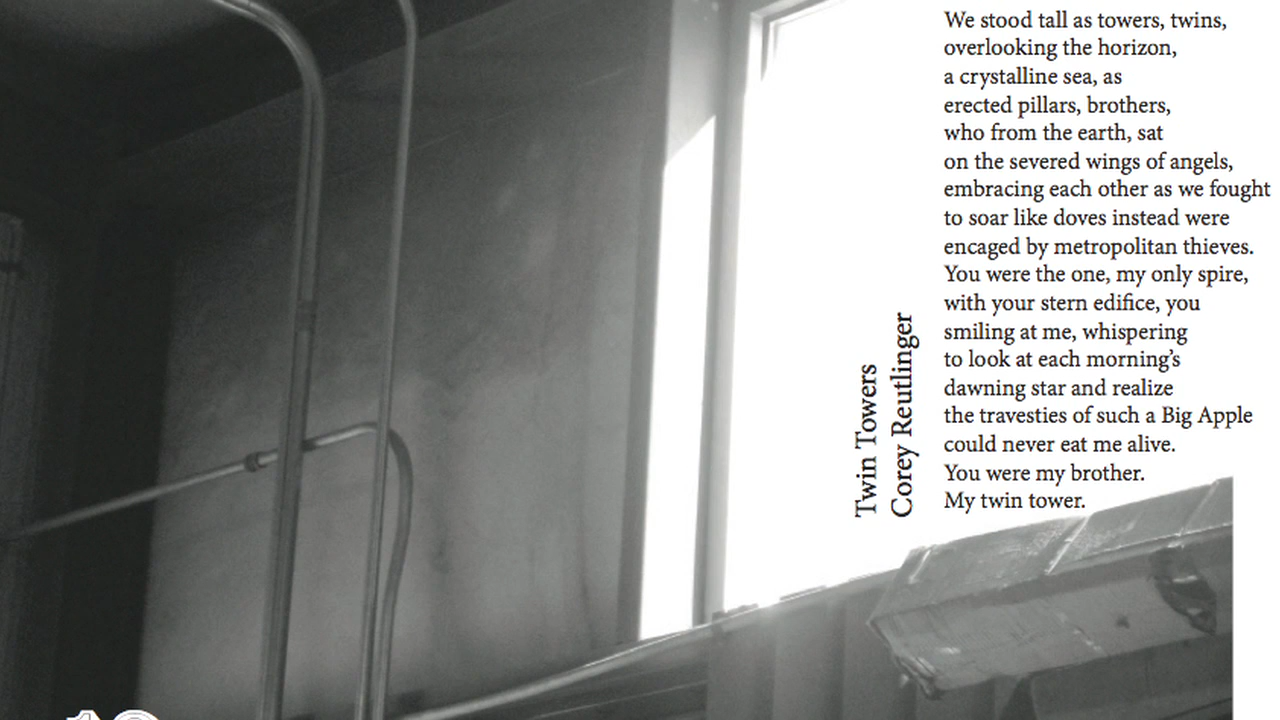 Twin Towers
Corey Reutlinger
We stood tall as towers, twins,
overlooking the horizon,
a crystalline sea, as
erected pillars, brothers,
who from the earth, sat
on the severed wings of angels,
embracing each other as we fought
to soar like doves instead were
encaged by metropolitan thieves.
You were the one, my only spire,
with your stern edifice, you
smiling at me, whispering
to look at each morning's
dawning star and realize
the travesties of such a Big Apple
could never eat me alive.
You were my brother.
My twin tower.